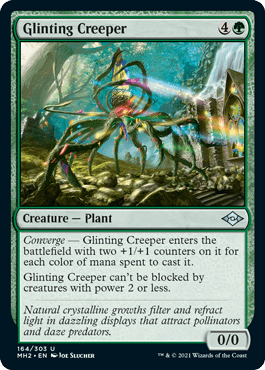 Glinting Creeper 4
Creature — Plant
Converge — Glinting Creeper enters the
battlefield with two +1/+1 counters on it for
each color of mana spent to cast it.
Glinting Creeper can't be blocked by
creatures with power 2 or less.
Natural crystalline growths filter and refract
light in dazzling displays that attract pollinators
and daze predators.
0/0
164/303 U
MH2 • EN JOE SLUCHER
™ & © 2021 Wizards of the Coast